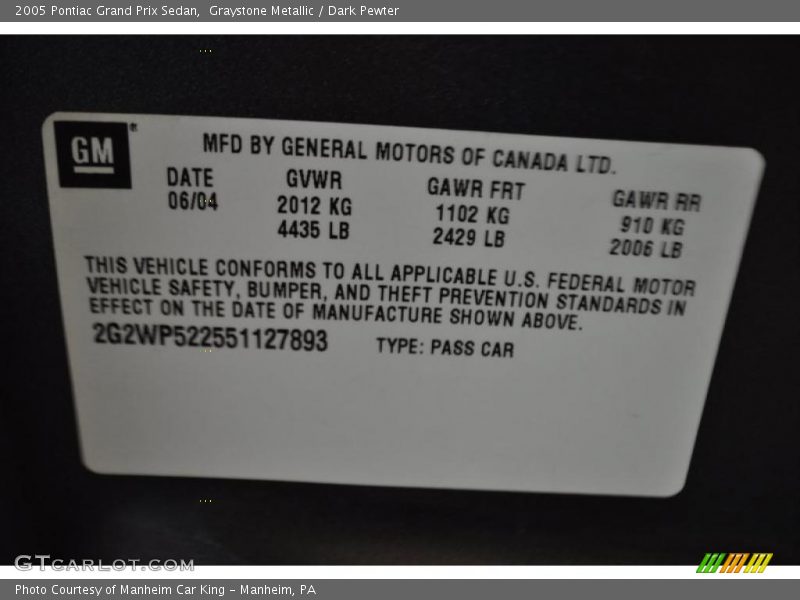 2005 Pontiac Grand Prix Sedan,  Graystone Metallic / Dark Pewter
GM®
MFD BY GENERAL MOTORS OF CANADA LTD.
DATE GVWR GAWR FRT GAWR RR
06/04 2012 KG 1102 KG 910 KG
4435 LB 2429 LB 2006 LB
THIS VEHICLE CONFORMS TO ALL APPLICABLE U.S. FEDERAL MOTOR
VEHICLE SAFETY, BUMPER, AND THEFT PREVENTION STANDARDS IN
EFFECT ON THE DATE OF MANUFACTURE SHOWN ABOVE.
2G2WP522551127893 TYPE: PASS CAR
GTCARLOT.COM
Photo Courtesy of Manheim Car King - Manheim, PA